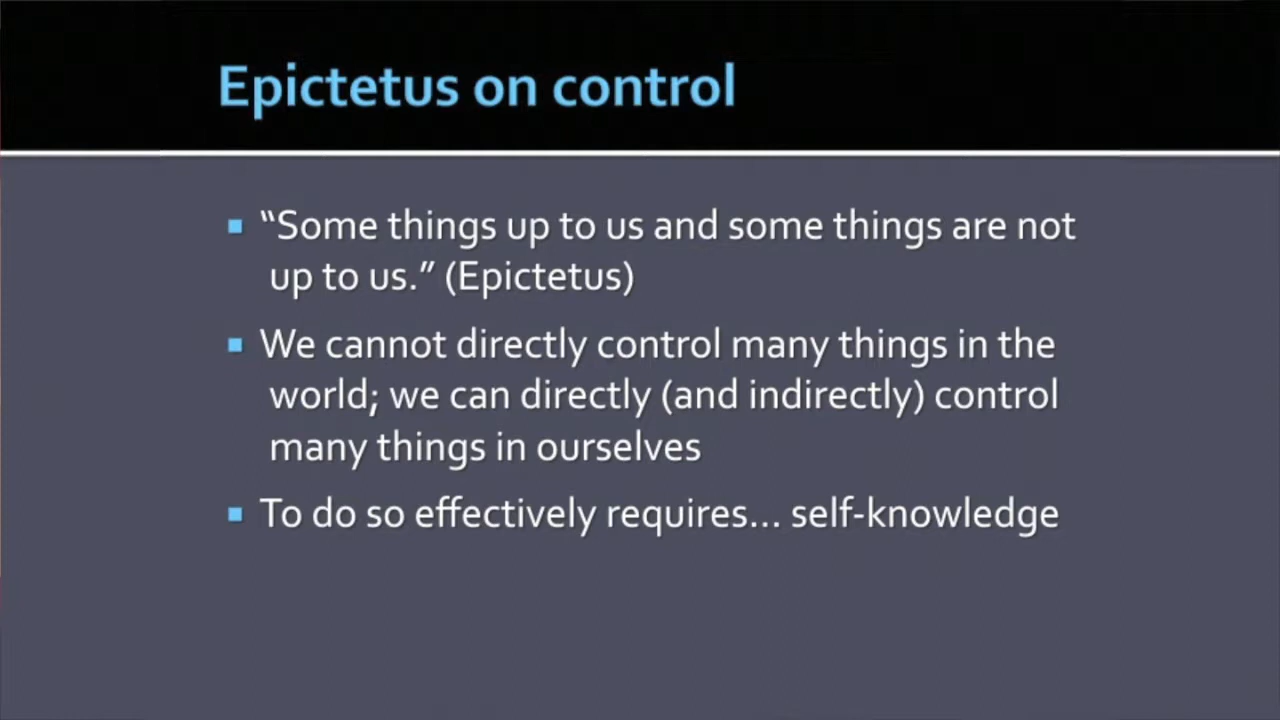 Epictetus on control
▪ “Some things up to us and some things are not
up to us.” (Epictetus)
▪ We cannot directly control many things in the
world; we can directly (and indirectly) control
many things in ourselves
▪ To do so effectively requires... self-knowledge